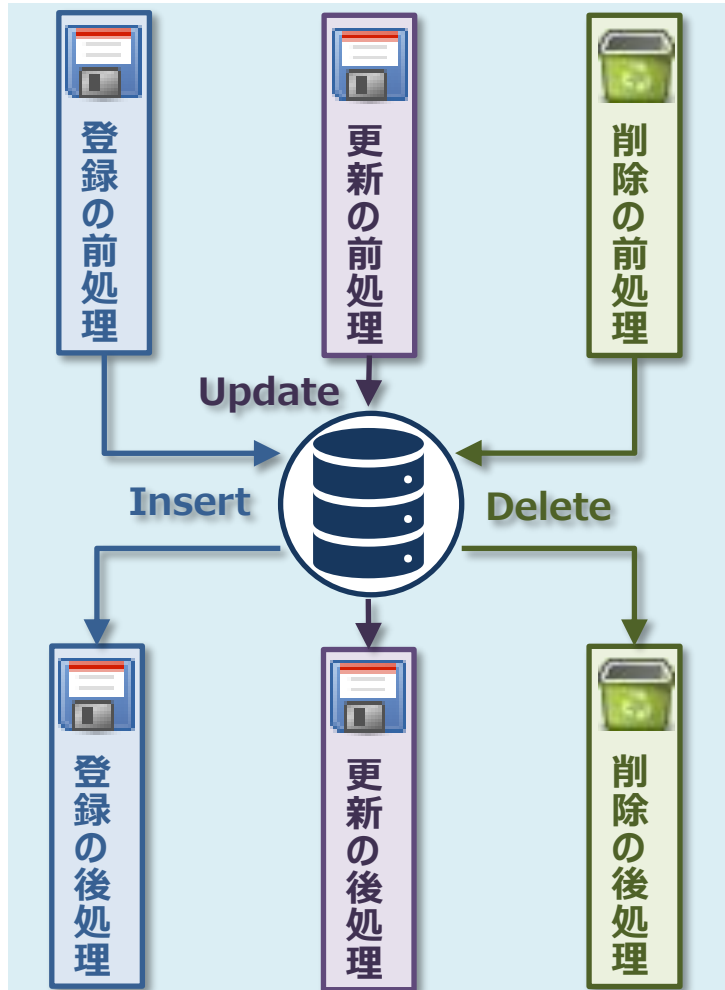 登録の前処理
更新の前処理
削除の前処理
Update
Insert
Delete
登録の後処理
更新の後処理
削除の後処理